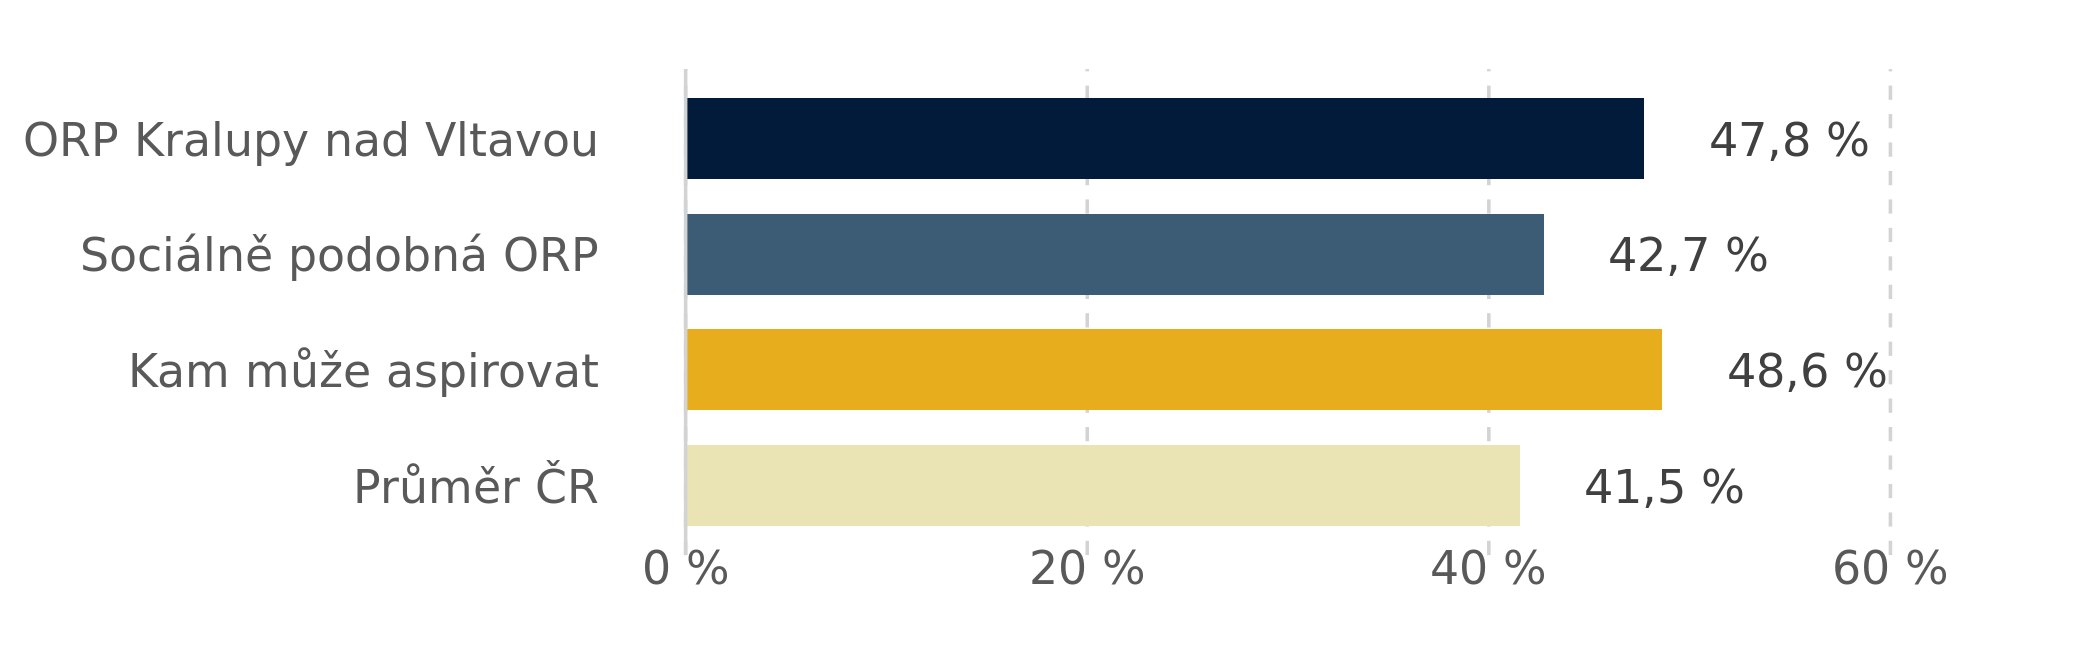 ORP Kralupy nad Vltavou 47,8 %
Sociálně podobná ORP 42,7 %
Kam může aspirovat 48,6 %
Průměr ČR 41,5 %
0 % 20 % 40 % 60 %